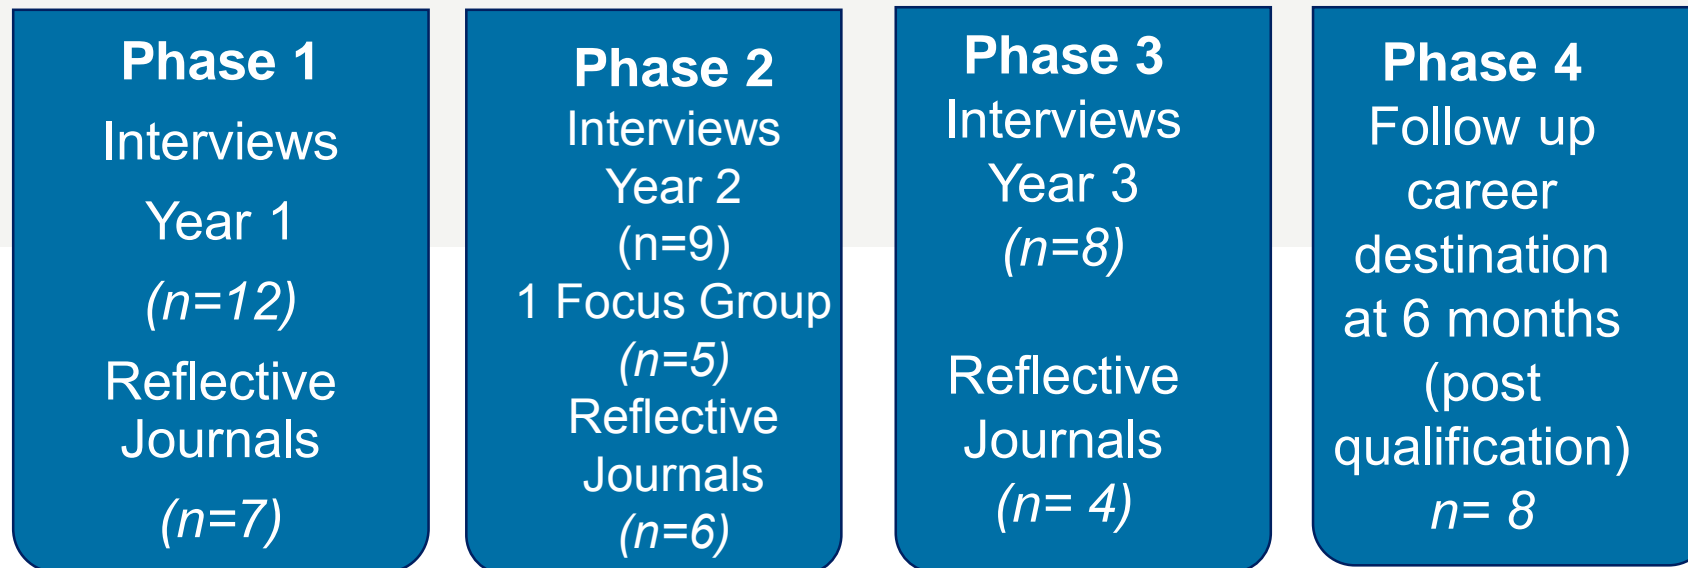 Phase 1
Interviews
Year 1
(n=12)
Reflective
Journals
(n=7)
Phase 2
Interviews
Year 2
(n=9)
1 Focus Group
(n=5)
Reflective
Journals
(n=6)
Phase 3
Interviews
Year 3
(n=8)
Reflective
Journals
(n= 4)
Phase 4
Follow up
career
destination
at 6 months
(post
qualification)
n= 8